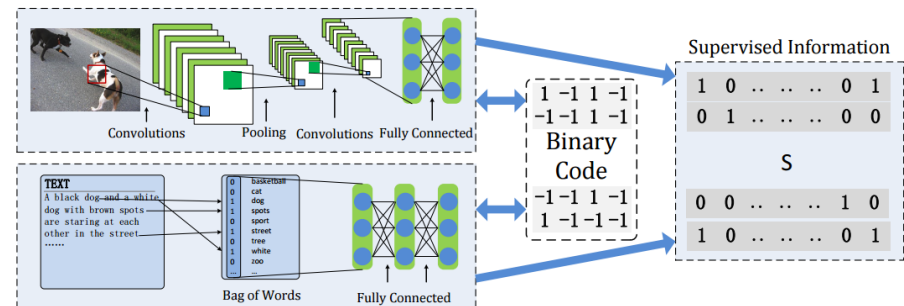 Convolutions
Pooling
Convolutions
Fully Connected
TEXT
A black dog and a white
dog with brown spots
are staring at each
other in the street
......
0 basketball
0 cat
1 dog
1 spots
0 sport
1 street
0 tree
1 white
0 zoo
... ...
Bag of Words
Fully Connected
1 -1 1 -1
-1 -1 1 -1
Binary
Code
-1 -1 1 -1
1 -1 -1 -1
Supervised Information
1 0 .. .. .. 0 1
0 1 .. .. .. 0 0
S
0 0 .. .. .. 1 0
1 0 .. .. .. 0 1